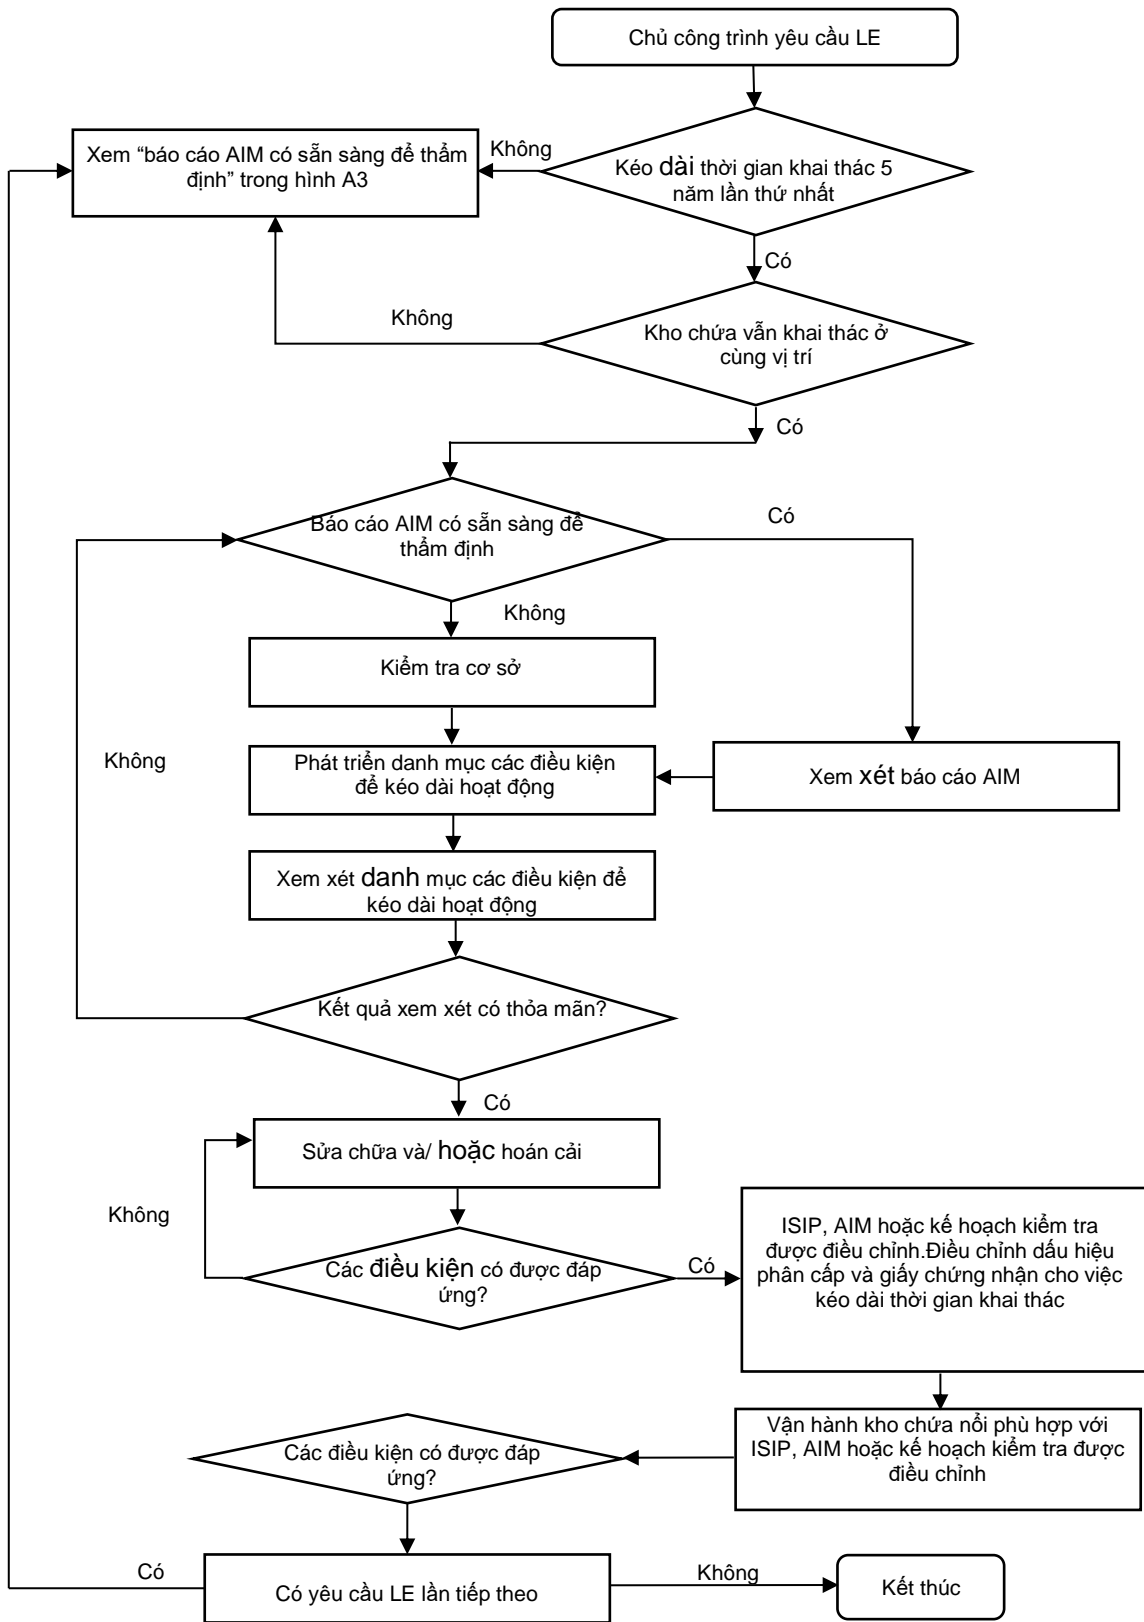 Chủ công trình yêu cầu LE
Xem “báo cáo AIM có sẵn sàng để thẩm
định” trong hình A3
Không
Kéo dài thời gian khai thác 5
năm lần thứ nhất
Có
Không
Kho chứa vẫn khai thác ở
cùng vị trí
Có
Báo cáo AIM có sẵn sàng để
thẩm định
Có
Không
Kiểm tra cơ sở
Không
Phát triển danh mục các điều kiện
để kéo dài hoạt động
Xem xét báo cáo AIM
Xem xét danh mục các điều kiện để
kéo dài hoạt động
Kết quả xem xét có thỏa mãn?
Có
Sửa chữa và/ hoặc hoán cải
Không
Các điều kiện có được đáp
ứng?
Có
ISIP, AIM hoặc kế hoạch kiểm tra
được điều chỉnh.Điều chỉnh dấu hiệu
phân cấp và giấy chứng nhận cho việc
kéo dài thời gian khai thác
Vận hành kho chứa nổi phù hợp với
ISIP, AIM hoặc kế hoạch kiểm tra được
điều chỉnh
Các điều kiện có được đáp
ứng?
Có
Có yêu cầu LE lần tiếp theo
Không
Kết thúc